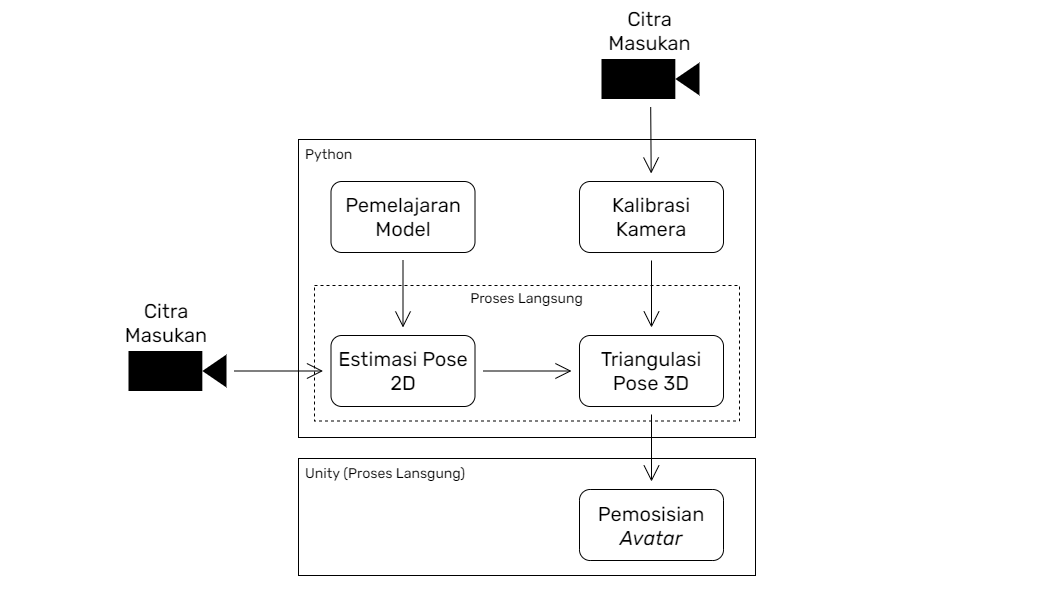 Citra
Masukan
Python
Pemelajaran
Model
Kalibrasi
Kamera
Proses Langsung
Citra
Masukan
Estimasi Pose
2D
Triangulasi
Pose 3D
Unity (Proses Lansgung)
Pemosisian
Avatar